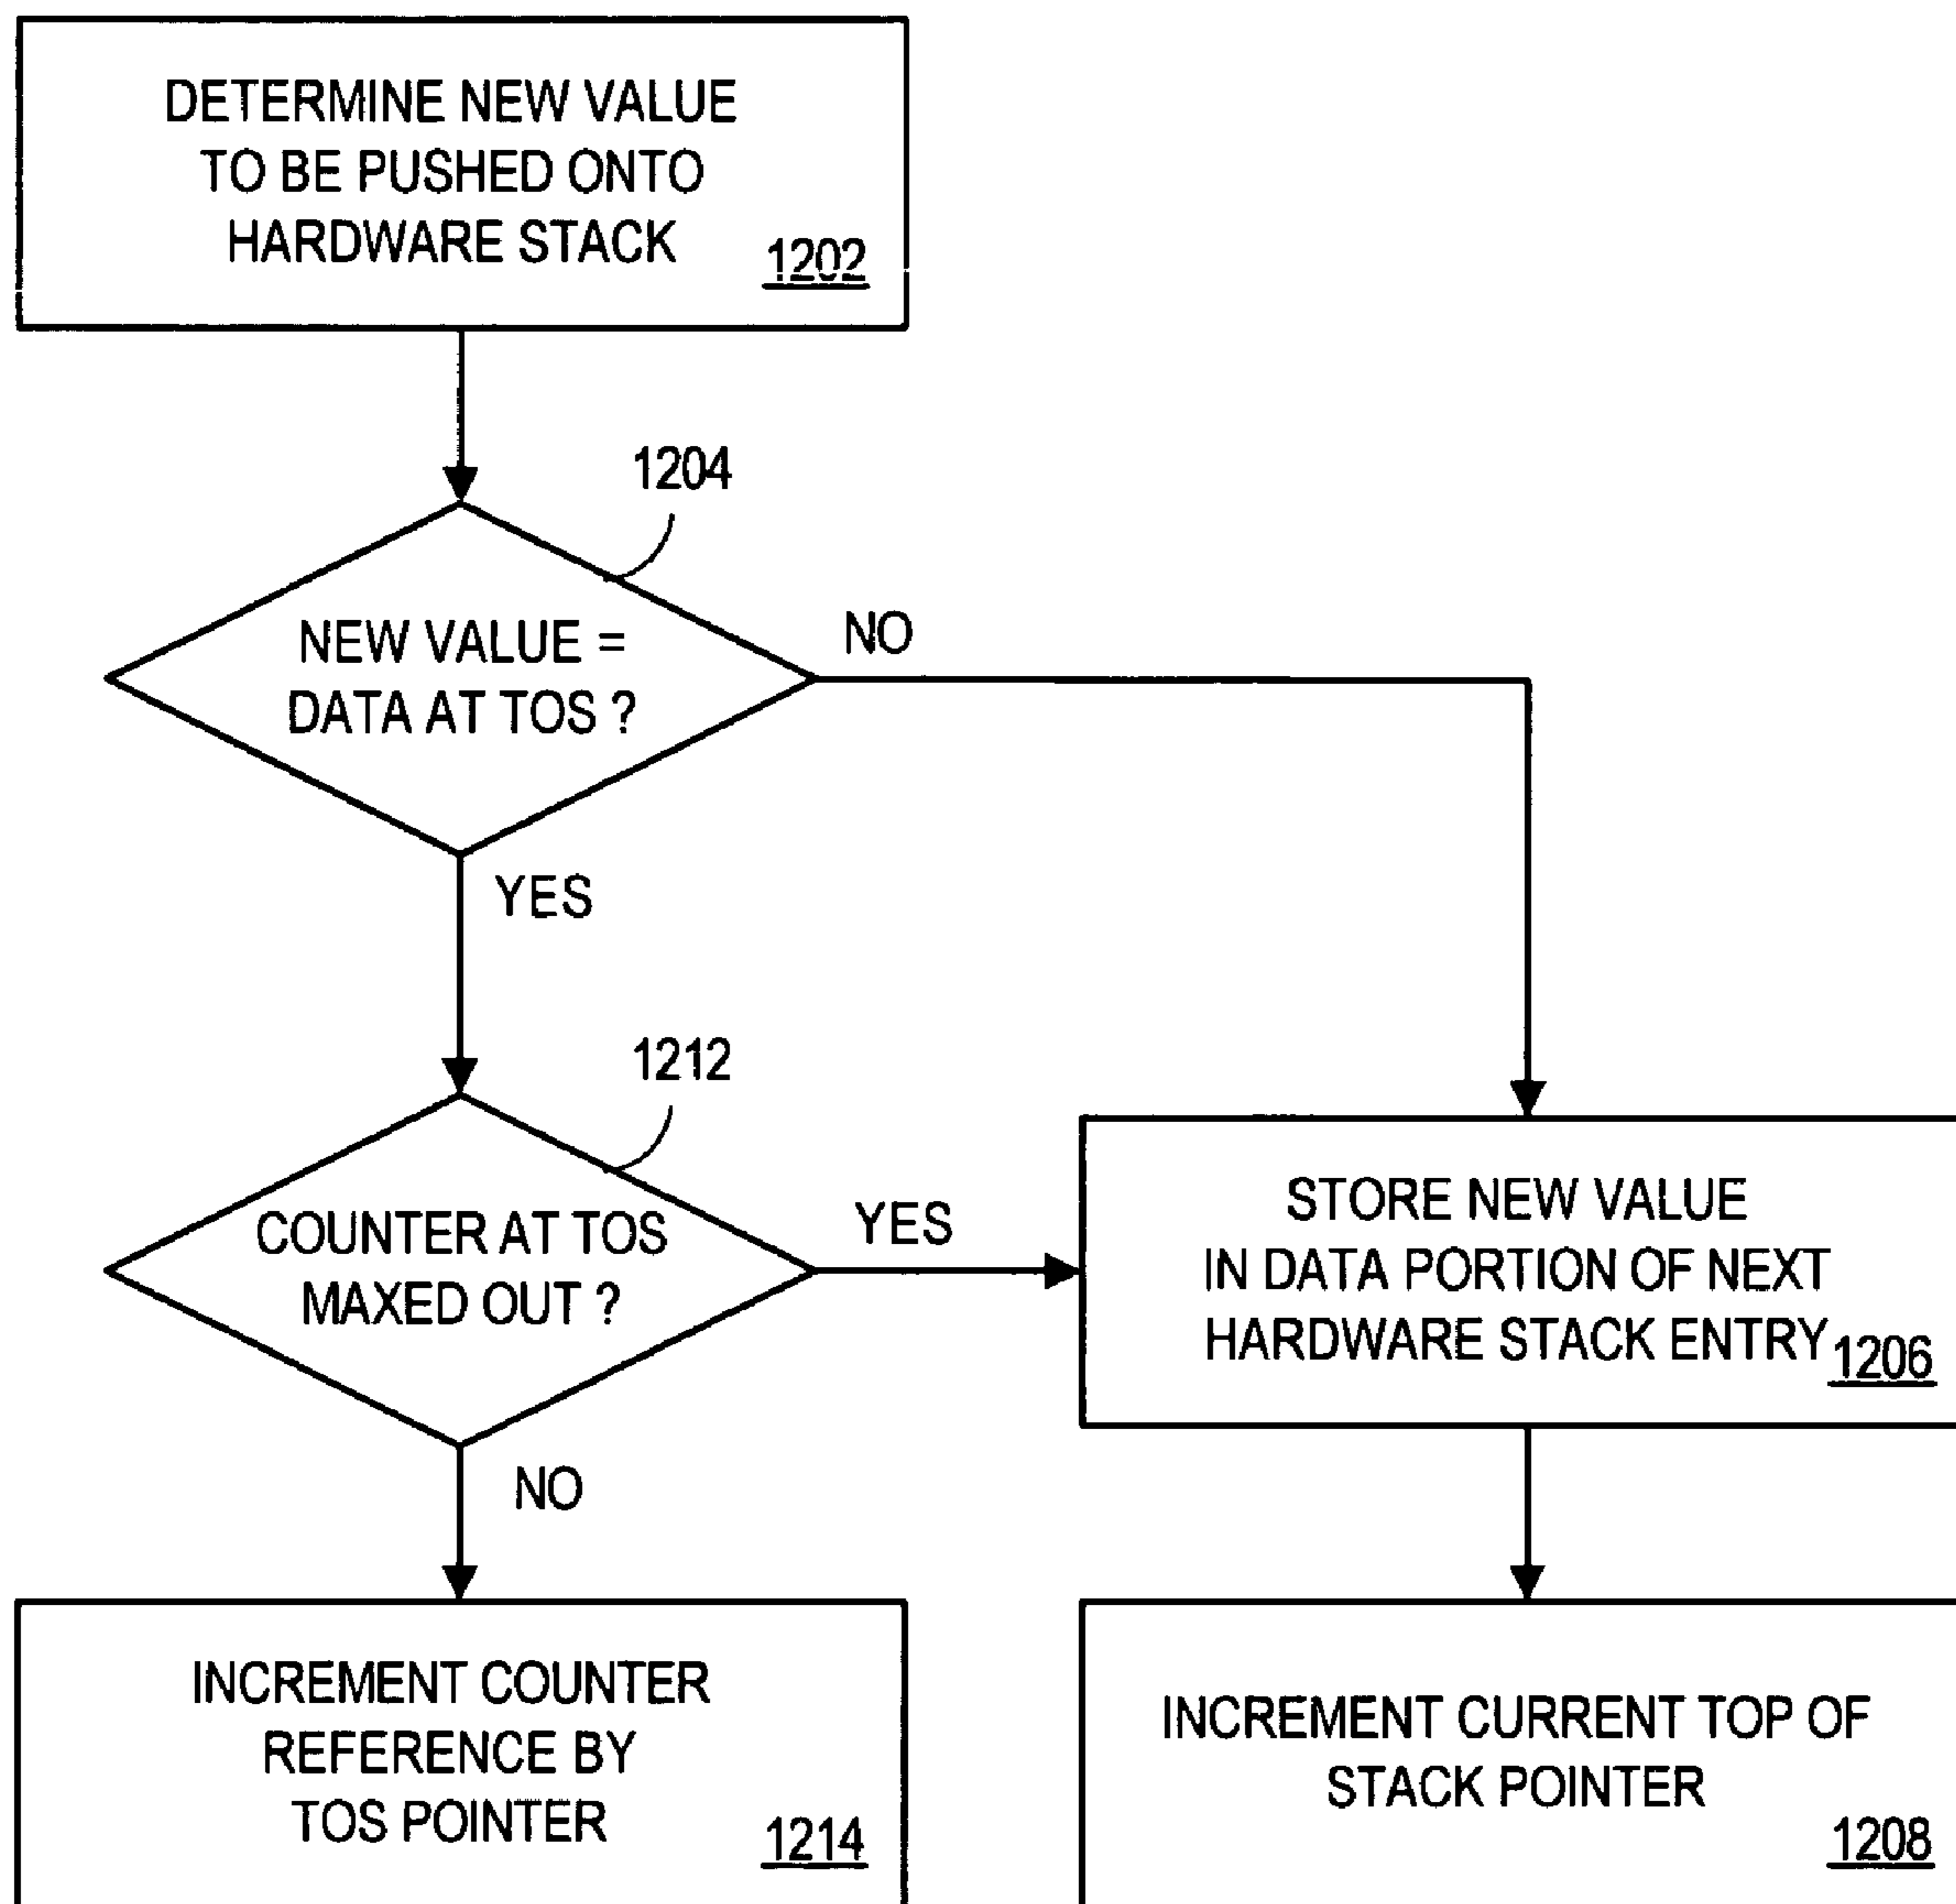 DETERMINE NEW VALUE
TO BE PUSHED ONTO
HARDWARE STACK
1202
1204
NEW VALUE =
DATA AT TOS ?
NO
YES
1212
COUNTER AT TOS
MAXED OUT ?
YES
NO
STORE NEW VALUE
IN DATA PORTION OF NEXT
HARDWARE STACK ENTRY
1206
INCREMENT COUNTER
REFERENCE BY
TOS POINTER
1214
INCREMENT CURRENT TOP OF
STACK POINTER
1208